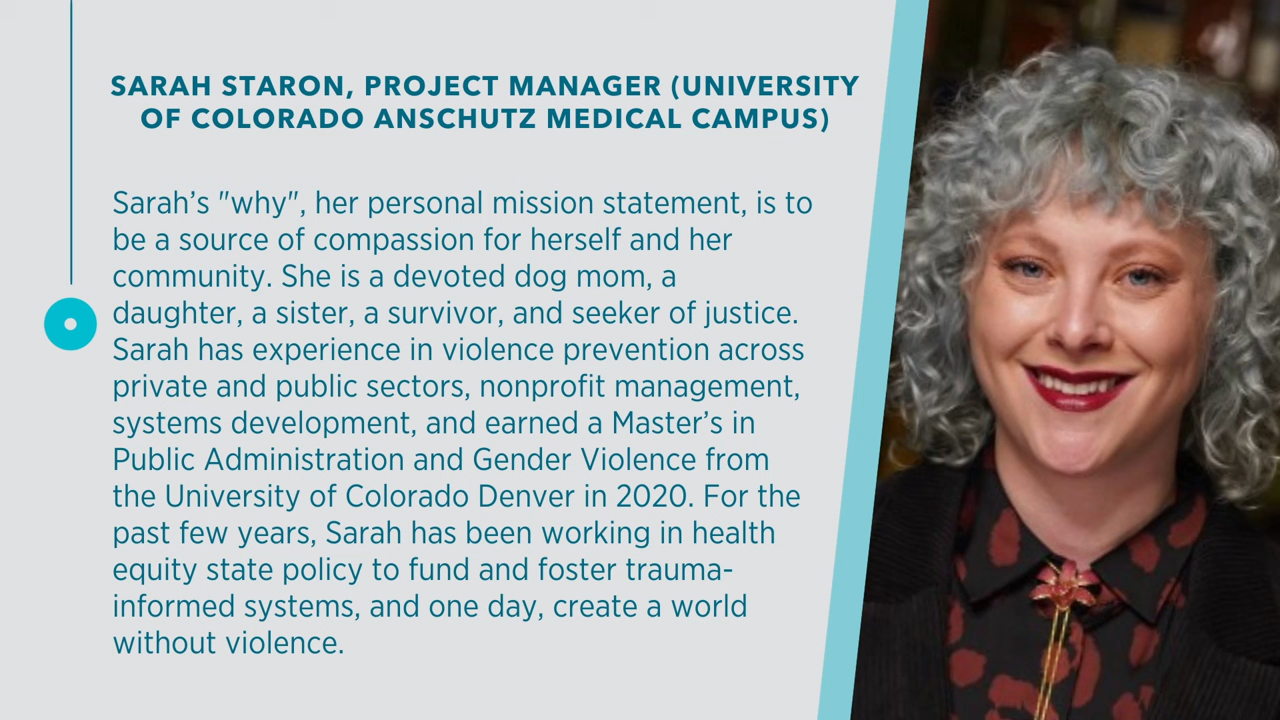 SARAH STARON, PROJECT MANAGER (UNIVERSITY
OF COLORADO ANSCHUTZ MEDICAL CAMPUS)
Sarah’s "why", her personal mission statement, is to
be a source of compassion for herself and her
community. She is a devoted dog mom, a
daughter, a sister, a survivor, and seeker of justice.
Sarah has experience in violence prevention across
private and public sectors, nonprofit management,
systems development, and earned a Master’s in
Public Administration and Gender Violence from
the University of Colorado Denver in 2020. For the
past few years, Sarah has been working in health
equity state policy to fund and foster trauma-
informed systems, and one day, create a world
without violence.